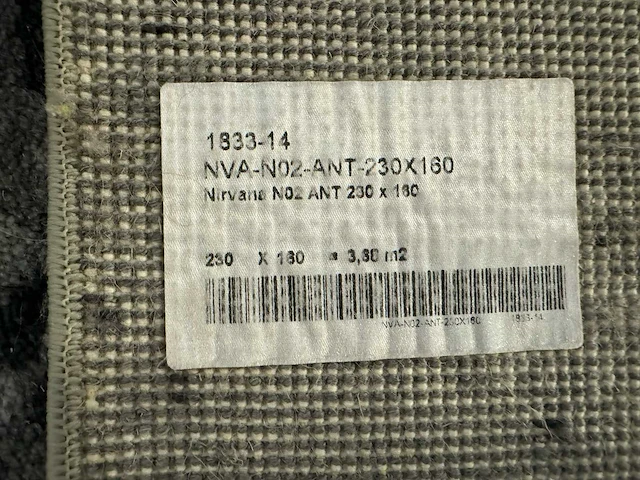 1833-14
NVA-N02-ANT-230X160
Nirvana N02 ANT 230 x 160
230 X 160 = 3,68 m2
NVA-N02-ANT-230X160 1833-14